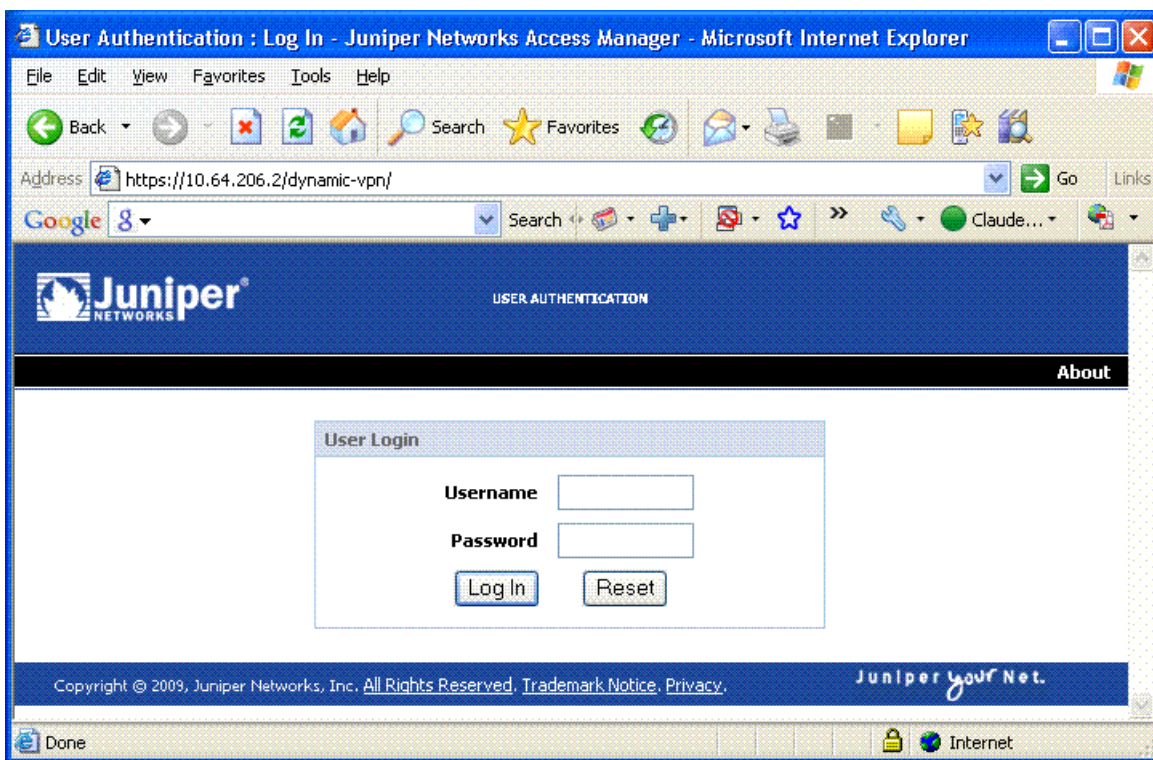 User Authentication : Log In - Juniper Networks Access Manager - Microsoft Internet Explorer
File Edit View Favorites Tools Help
Back Search Favorites
Address https://10.64.206.2/dynamic-vpn/ Go Links
Google Search » Claude...
Juniper®
NETWORKS
USER AUTHENTICATION
About
User Login
Username
Password
Log In Reset
Copyright © 2009, Juniper Networks, Inc. All Rights Reserved. Trademark Notice. Privacy.
Juniper your Net.
Done Internet